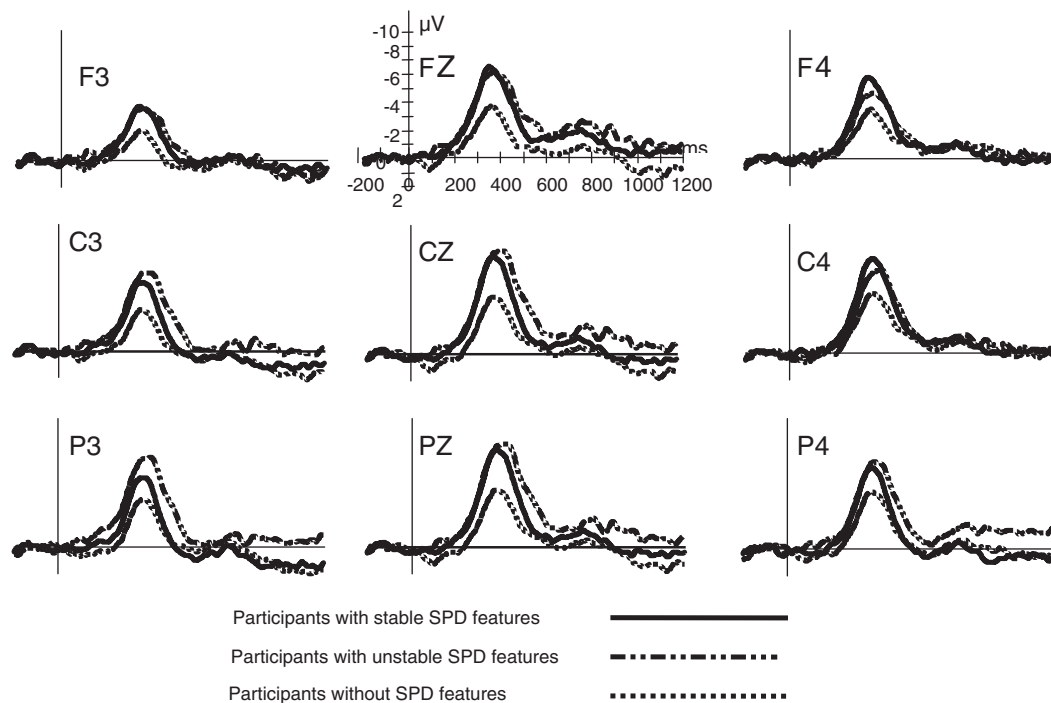 µV
-10
-8
F3
FZ
F4
-6
-4
-2
ms
0
-200 0 200 400 600 800 1000 1200
2
C3
CZ
C4
P3
PZ
P4
Participants with stable SPD features
Participants with unstable SPD features
Participants without SPD features